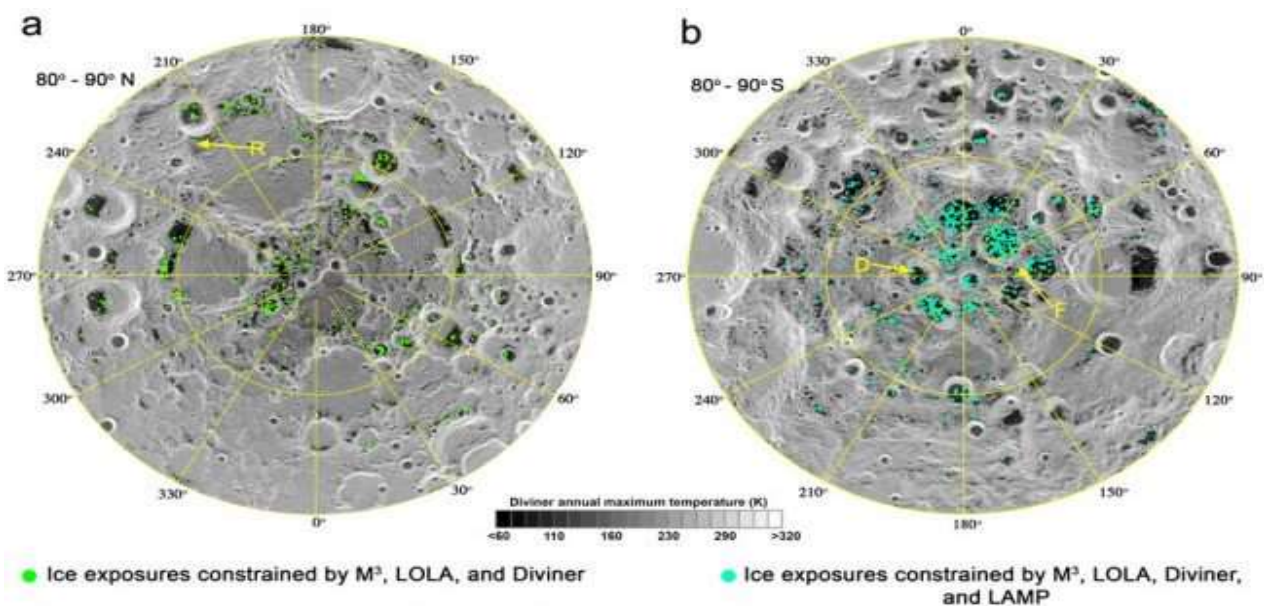 a
b
80° - 90° N
80° - 90° S
180°
150°
120°
90°
60°
30°
0°
330°
300°
270°
240°
210°
R
0°
30°
60°
90°
120°
150°
180°
210°
240°
270°
300°
330°
D
F
Diviner annual maximum temperature (K)
<60 110 160 230 290 >320
Ice exposures constrained by M³, LOLA, and Diviner
Ice exposures constrained by M³, LOLA, Diviner,
and LAMP